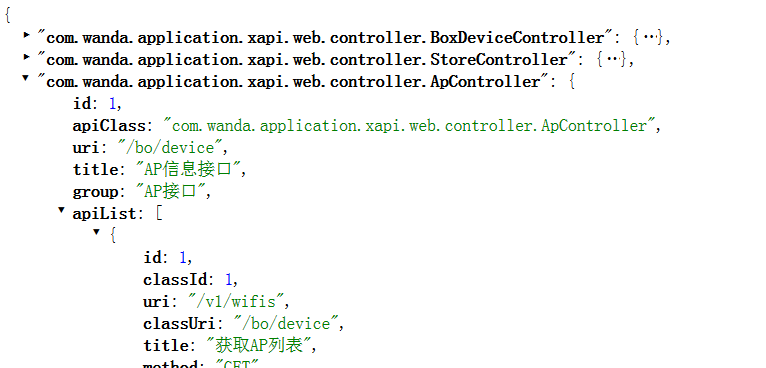 {
"com.wanda.application.xapi.web.controller.BoxDeviceController": {…},
"com.wanda.application.xapi.web.controller.StoreController": {…},
"com.wanda.application.xapi.web.controller.ApController": {
id: 1,
apiClass: "com.wanda.application.xapi.web.controller.ApController",
uri: "/bo/device",
title: "AP信息接口",
group: "AP接口",
apiList: [
{
id: 1,
classId: 1,
uri: "/v1/wifis",
classUri: "/bo/device",
title: "获取AP列表",
method: "GET"